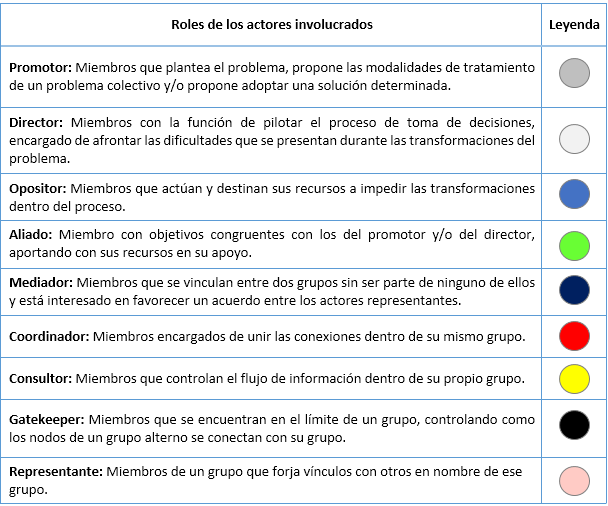 Roles de los actores involucrados Leyenda
Promotor: Miembros que plantea el problema, propone las modalidades de tratamiento
de un problema colectivo y/o propone adoptar una solución determinada.
Director: Miembros con la función de pilotar el proceso de toma de decisiones,
encargado de afrontar las dificultades que se presentan durante las transformaciones del
problema.
Opositor: Miembros que actúan y destinan sus recursos a impedir las transformaciones
dentro del proceso.
Aliado: Miembro con objetivos congruentes con los del promotor y/o del director,
aportando con sus recursos en su apoyo.
Mediador: Miembros que se vinculan entre dos grupos sin ser parte de ninguno de ellos
y está interesado en favorecer un acuerdo entre los actores representantes.
Coordinador: Miembros encargados de unir las conexiones dentro de su mismo grupo.
Consultor: Miembros que controlan el flujo de información dentro de su propio grupo.
Gatekeeper: Miembros que se encuentran en el límite de un grupo, controlando como
los nodos de un grupo alterno se conectan con su grupo.
Representante: Miembros de un grupo que forja vínculos con otros en nombre de ese
grupo.